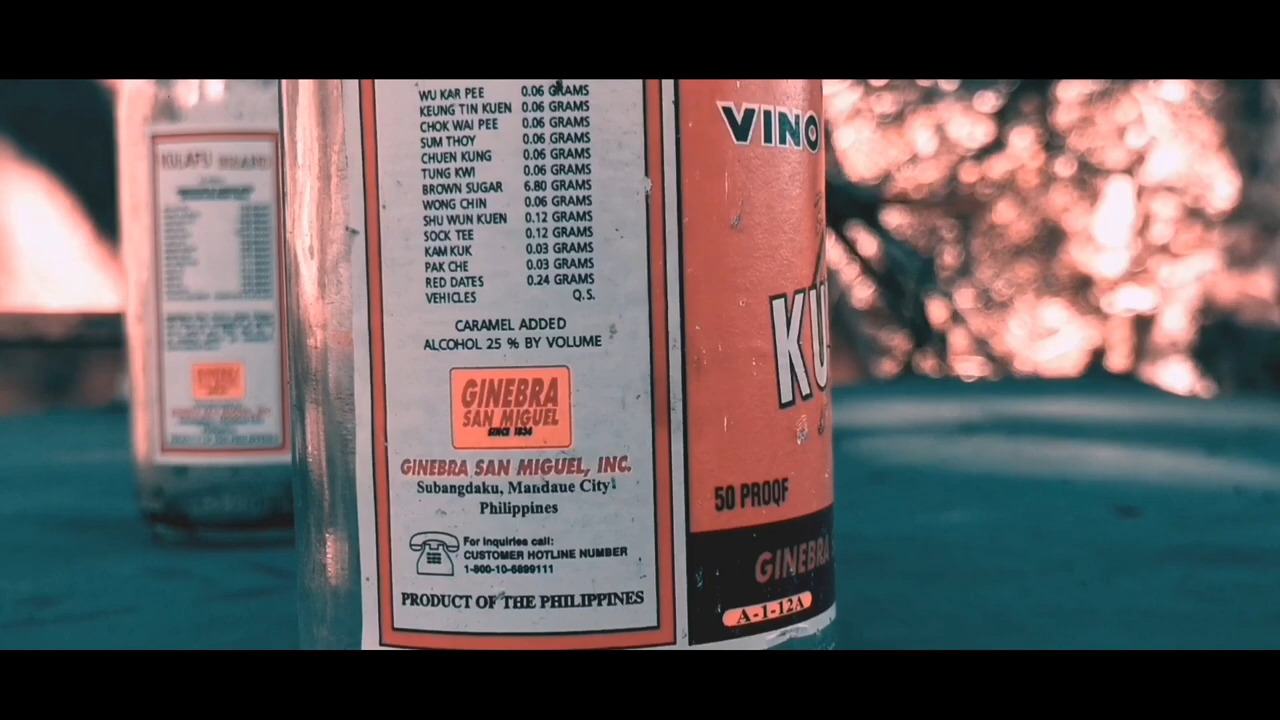 KULAFU
WU KAR PEE 0.06 GRAMS
KEUNG TIN KUEN 0.06 GRAMS
CHOK WAI PEE 0.06 GRAMS
SUM THOY 0.06 GRAMS
CHUEN KUNG 0.06 GRAMS
TUNG KWI 0.06 GRAMS
BROWN SUGAR 6.80 GRAMS
WONG CHIN 0.06 GRAMS
SHU WUN KUEN 0.12 GRAMS
SOCK TEE 0.12 GRAMS
KAM KUK 0.03 GRAMS
PAK CHE 0.03 GRAMS
RED DATES 0.24 GRAMS
VEHICLES Q.S.
CARAMEL ADDED
ALCOHOL 25 % BY VOLUME
GINEBRA
SAN MIGUEL
SINCE 1834
GINEBRA SAN MIGUEL, INC.
Subangdaku, Mandaue City
Philippines
For inquiries call:
CUSTOMER HOTLINE NUMBER
1-800-10-6899111
PRODUCT OF THE PHILIPPINES
VINO
KU
50 PROOF
GINEBRA
A-1-12A